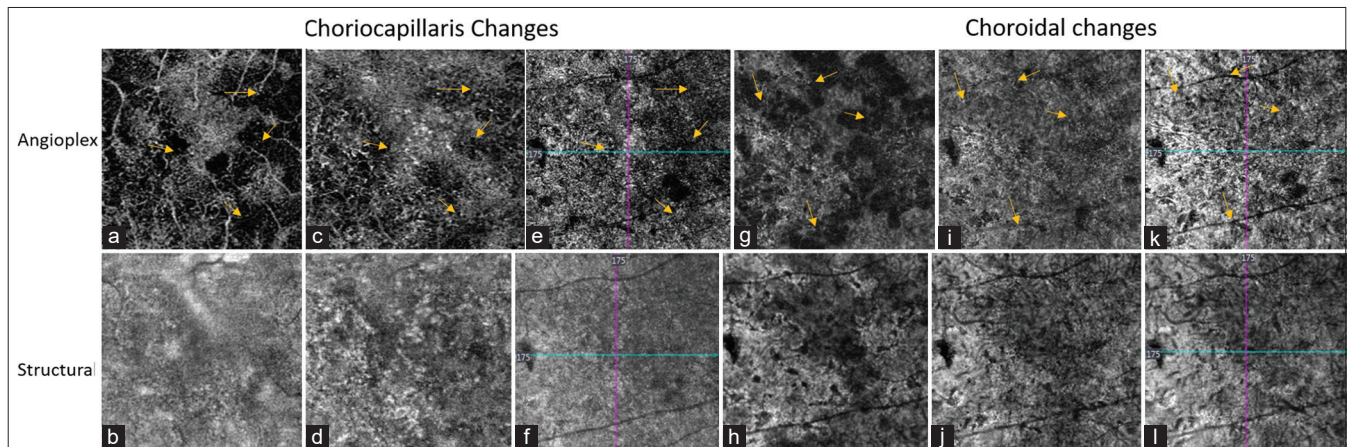 Choriocapillaris Changes
Choroidal changes
Angioplex
a
c
e
g
i
k
175
175
175
175
Structural
b
d
f
h
j
l
175
175
175
175